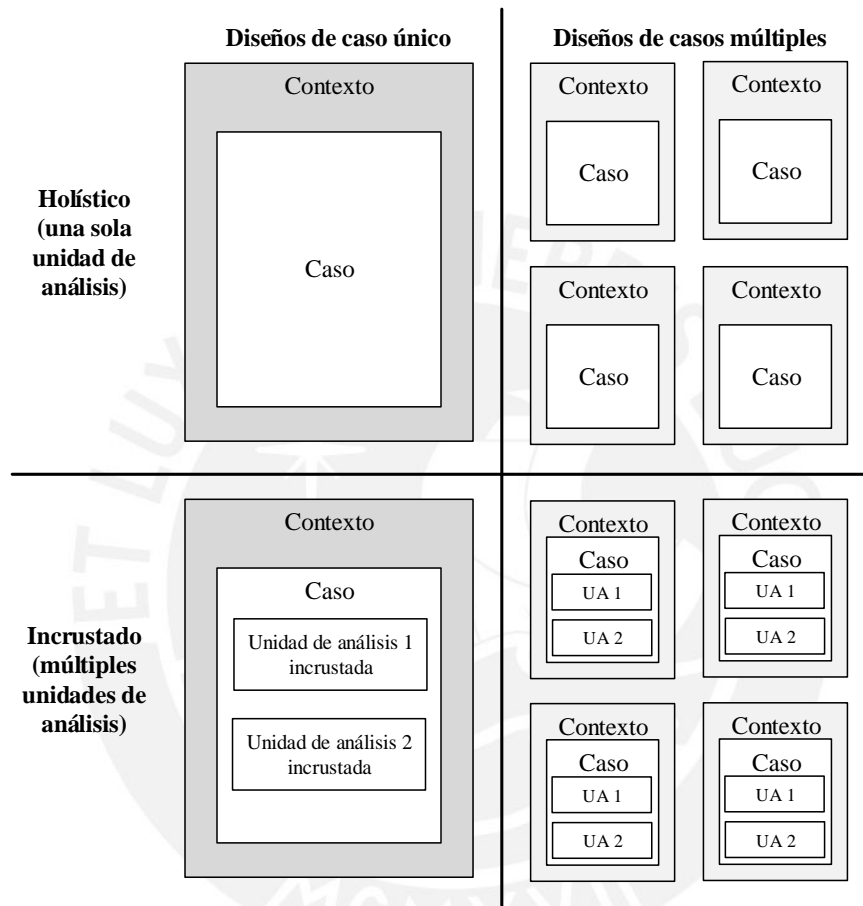 Diseños de caso único
Diseños de casos múltiples
Holístico
(una sola
unidad de
análisis)
Contexto
Caso
Contexto
Caso
Contexto
Caso
Contexto
Caso
Contexto
Caso
Incrustado
(múltiples
unidades de
análisis)
Contexto
Caso
Unidad de análisis 1
incrustada
Unidad de análisis 2
incrustada
Contexto
Caso
UA 1
UA 2
Contexto
Caso
UA 1
UA 2
Contexto
Caso
UA 1
UA 2
Contexto
Caso
UA 1
UA 2
ET LUX
MCMXVII